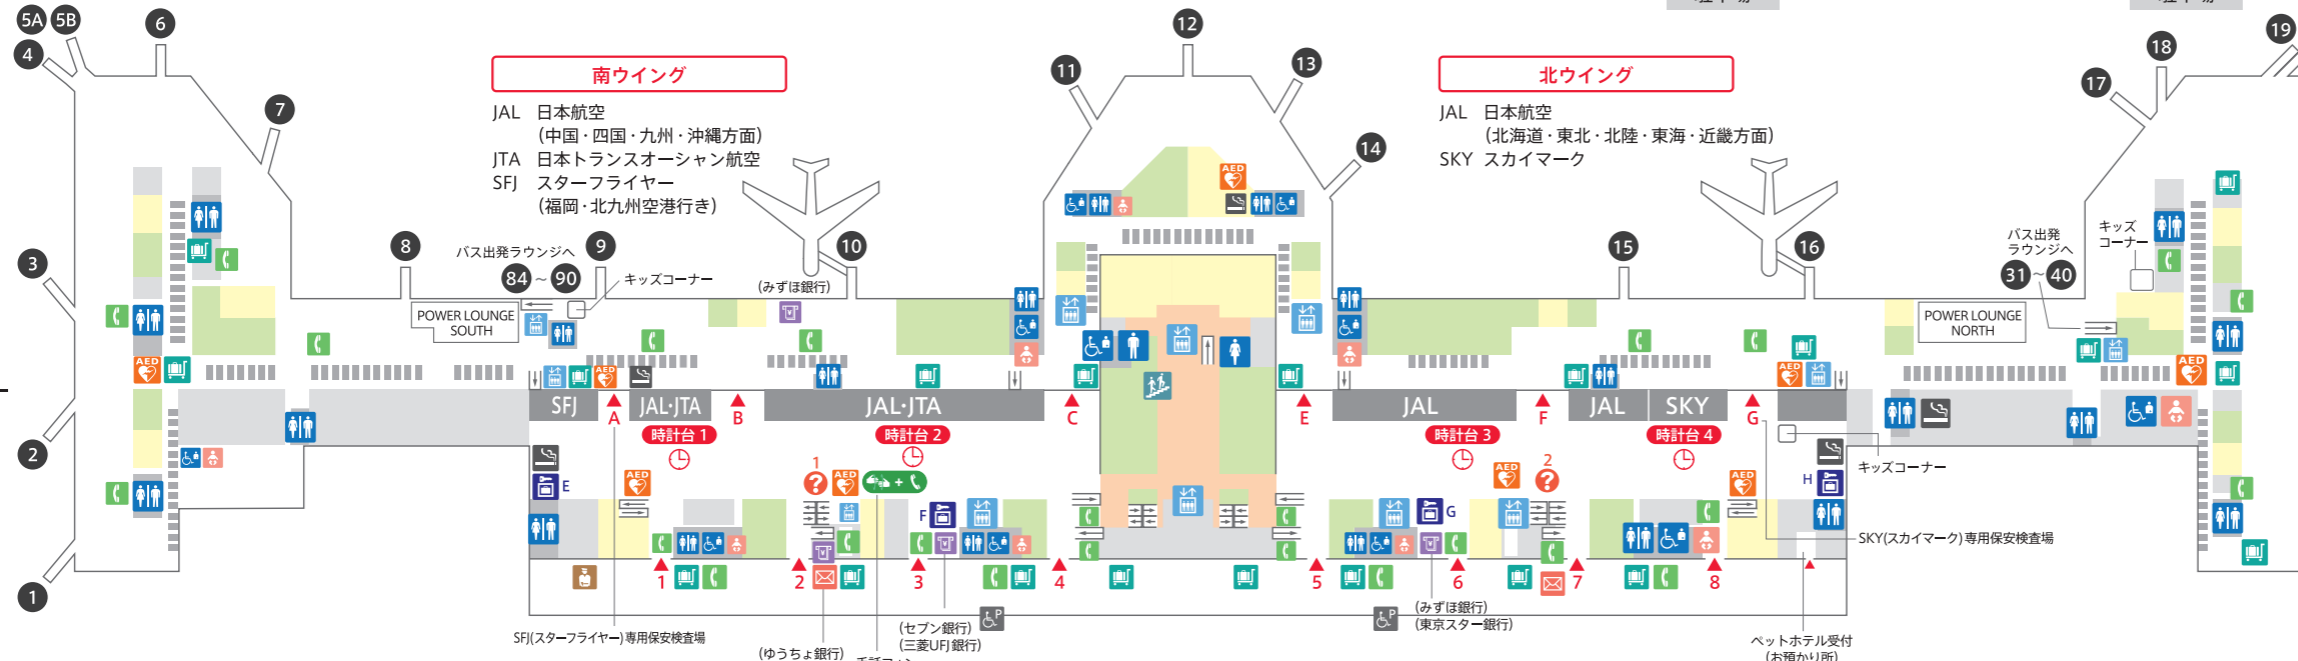 5A 5B 6 12 19
4 11 13 18
17
7 14
南ウイング
JAL 日本航空
(中国・四国・九州・沖縄方面)
JTA 日本トランスオーシャン航空
SFJ スターフライヤー
(福岡・北九州空港行き)
北ウイング
JAL 日本航空
(北海道・東北・北陸・東海・近畿方面)
SKY スカイマーク
AED
3 8 9 10 15 16
バス出発ラウンジへ
84 ~ 90
キッズコーナー
(みずほ銀行)
バス出発
ラウンジへ
31 ~ 40
キッズ
コーナー
POWER LOUNGE
SOUTH
POWER LOUNGE
NORTH
AED AED AED AED
SFJ A JAL・JTA B JAL・JTA C E JAL F JAL SKY G
時計台 1 時計台 2 時計台 3 時計台 4
2
キッズコーナー
E AED 1 ? AED + F G AED 2 ? AED H
SKY(スカイマーク)専用保安検査場
1 1 2 3 4 5 6 7 8
P P
SFJ(スターフライヤー)専用保安検査場
(ゆうちょ銀行)
(セブン銀行)
(三菱UFJ銀行)
(みずほ銀行)
(東京スター銀行)
ペットホテル受付
(お預かり所)